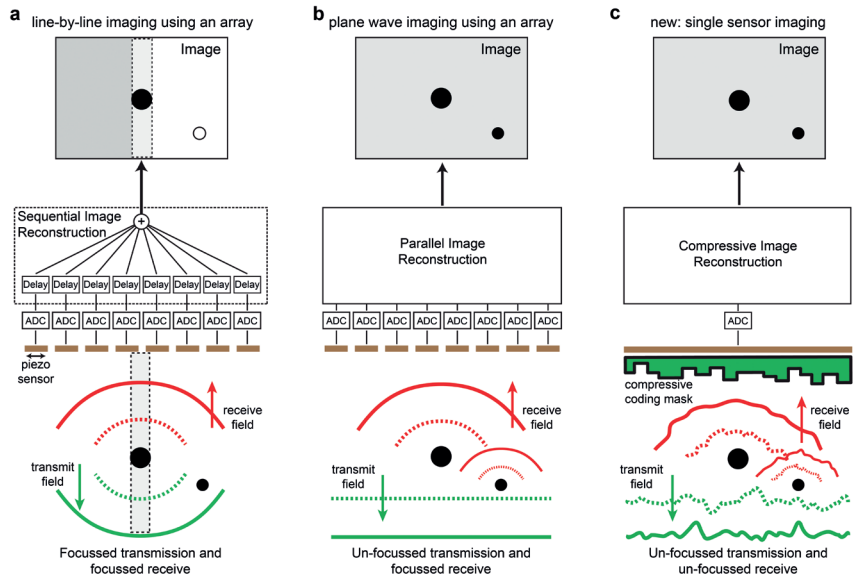 a
line-by-line imaging using an array
Image
Sequential Image
Reconstruction
+
Delay Delay Delay Delay Delay Delay Delay Delay
ADC ADC ADC ADC ADC ADC ADC ADC
piezo
sensor
receive
field
transmit
field
Focussed transmission and
focussed receive
b
plane wave imaging using an array
Image
Parallel Image
Reconstruction
ADC ADC ADC ADC ADC ADC ADC ADC
receive
field
transmit
field
Un-focussed transmission and
focussed receive
c
new: single sensor imaging
Image
Compressive Image
Reconstruction
ADC
compressive
coding mask
receive
field
transmit
field
Un-focussed transmission and
un-focussed receive